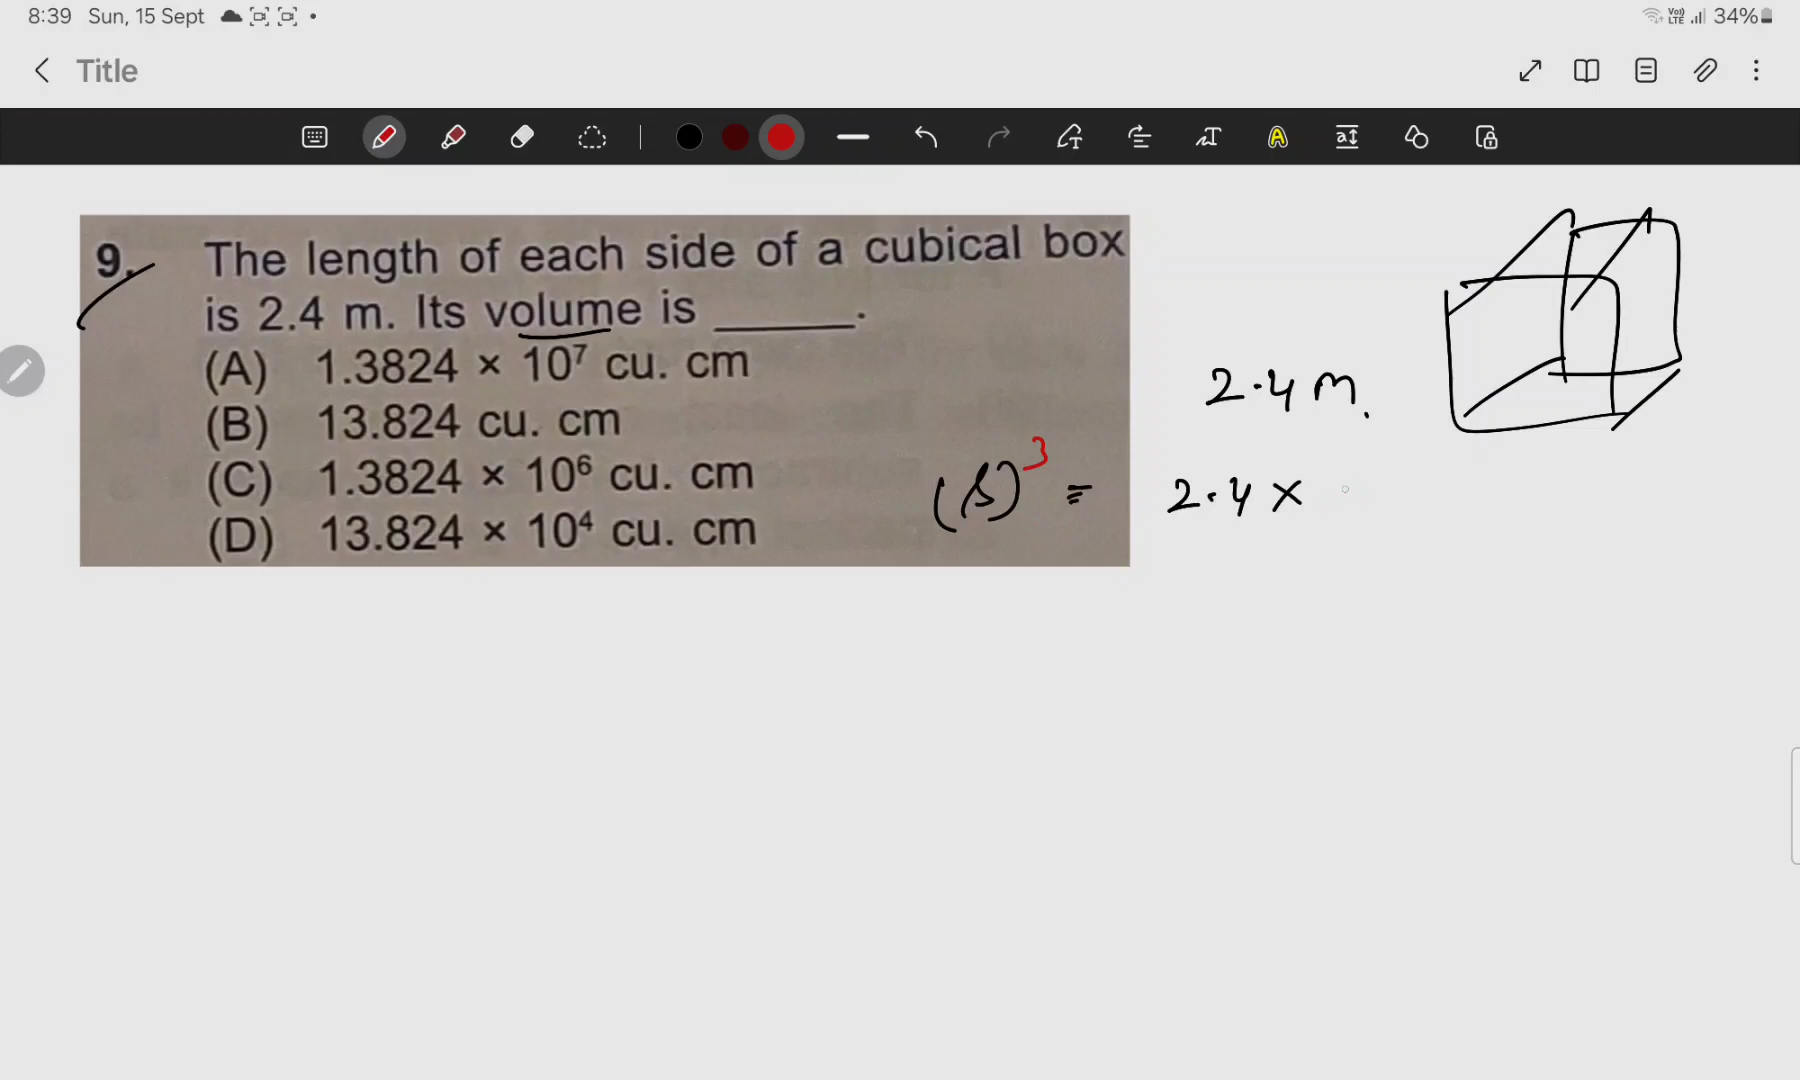 8:39 Sun, 15 Sept
Vo) LTE 34%
Title
9. The length of each side of a cubical box
is 2.4 m. Its volume is ______.
(A) 1.3824 × 10⁷ cu. cm
(B) 13.824 cu. cm
(C) 1.3824 × 10⁶ cu. cm
(D) 13.824 × 10⁴ cu. cm
2.4 m.
(s)³ = 2.4 ×